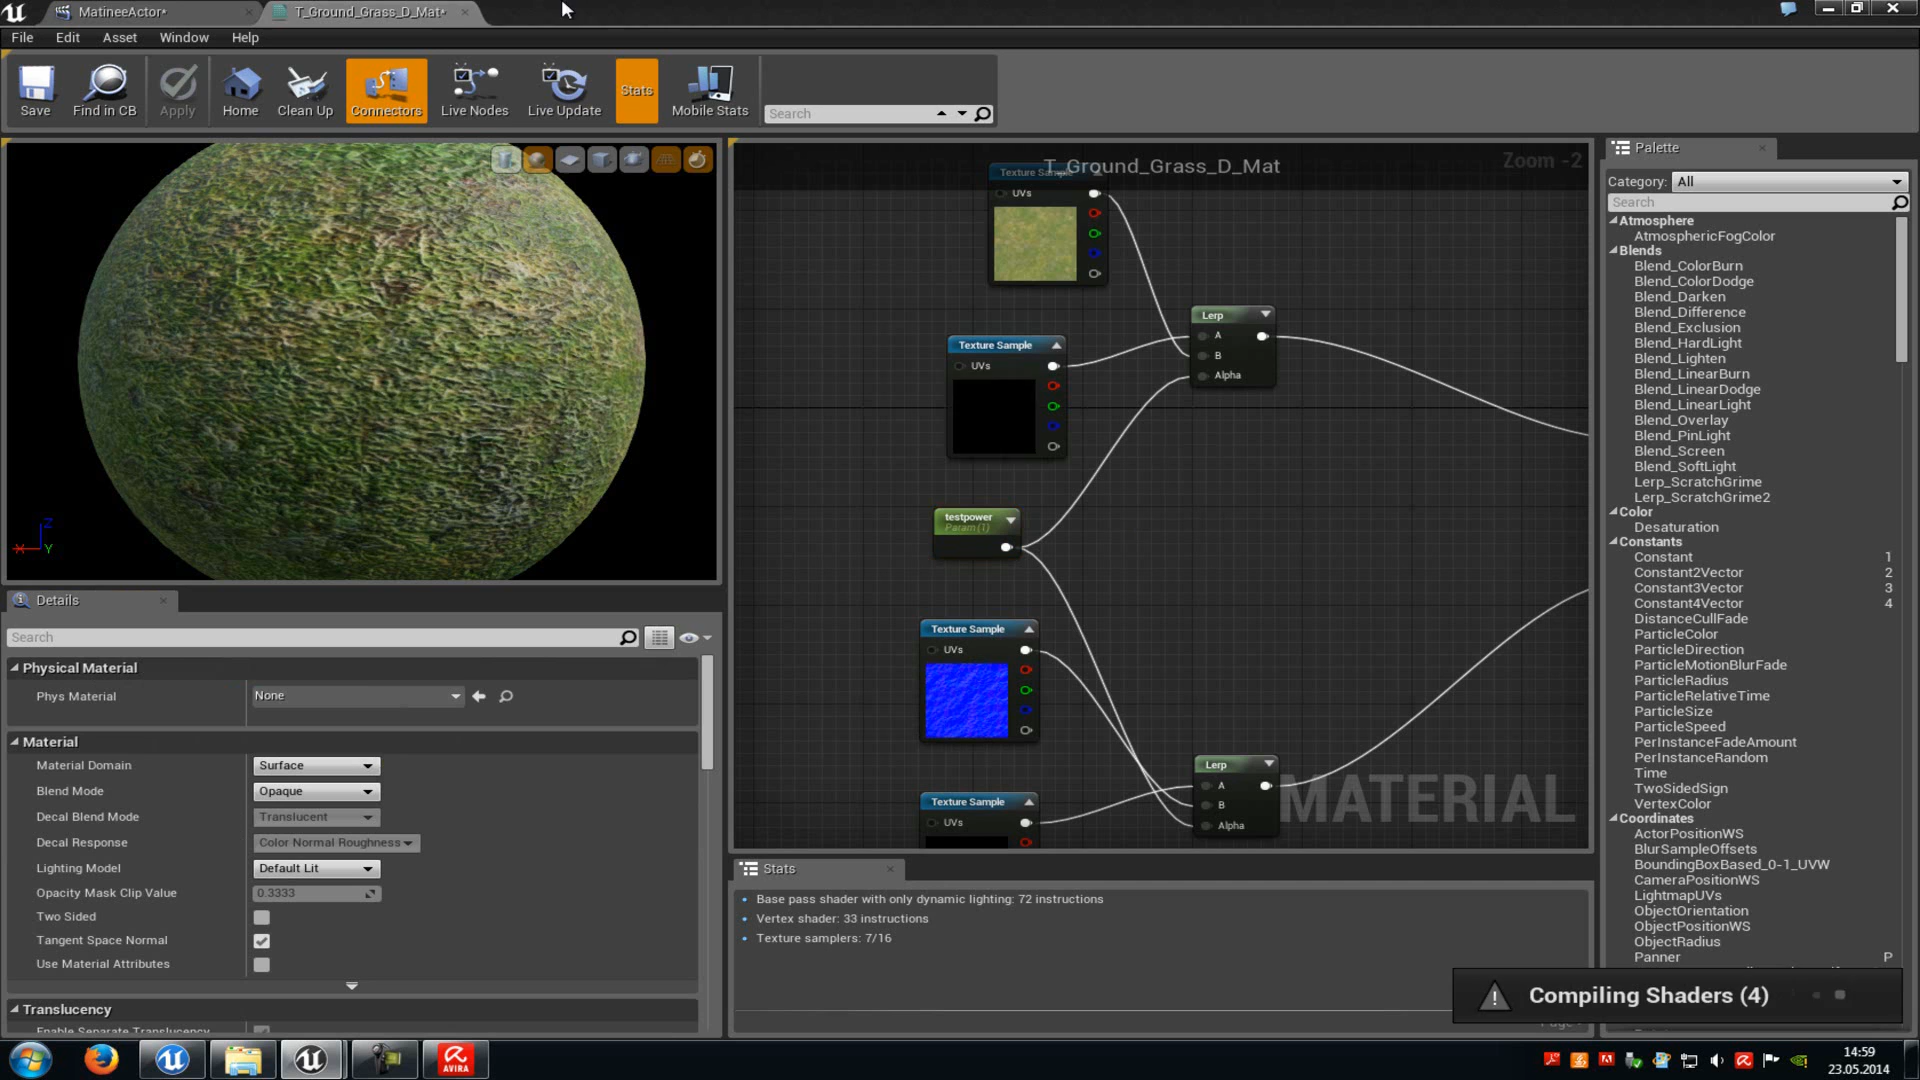 MatineeActor*
T_Ground_Grass_D_Mat*
File Edit Asset Window Help
Save
Find in CB
Apply
Home
Clean Up
Connectors
Live Nodes
Live Update
Stats
Mobile Stats
Search
T_Ground_Grass_D_Mat
Zoom -2
Texture Sample
UVs
Lerp
A
B
Alpha
Texture Sample
UVs
testpower
Param (1)
Texture Sample
UVs
Lerp
A
B
Alpha
Texture Sample
UVs
MATERIAL
Z
X
Y
Details
Search
Physical Material
Phys Material
None
Material
Material Domain
Surface
Blend Mode
Opaque
Decal Blend Mode
Translucent
Decal Response
Color Normal Roughness
Lighting Model
Default Lit
Opacity Mask Clip Value
0.3333
Two Sided
Tangent Space Normal
Use Material Attributes
Translucency
Enable Separate Translucency
Stats
Base pass shader with only dynamic lighting: 72 instructions
Vertex shader: 33 instructions
Texture samplers: 7/16
Palette
Category: All
Search
Atmosphere
AtmosphericFogColor
Blends
Blend_ColorBurn
Blend_ColorDodge
Blend_Darken
Blend_Difference
Blend_Exclusion
Blend_HardLight
Blend_Lighten
Blend_LinearBurn
Blend_LinearDodge
Blend_LinearLight
Blend_Overlay
Blend_PinLight
Blend_Screen
Blend_SoftLight
Lerp_ScratchGrime
Lerp_ScratchGrime2
Color
Desaturation
Constants
Constant 1
Constant2Vector 2
Constant3Vector 3
Constant4Vector 4
DistanceCullFade
ParticleColor
ParticleDirection
ParticleMotionBlurFade
ParticleRadius
ParticleRelativeTime
ParticleSize
ParticleSpeed
PerInstanceFadeAmount
PerInstanceRandom
Time
TwoSidedSign
VertexColor
Coordinates
ActorPositionWS
BlurSampleOffsets
BoundingBoxBased_0-1_UVW
CameraPositionWS
LightmapUVs
ObjectOrientation
ObjectPositionWS
ObjectRadius
Panner P
Compiling Shaders (4)
AVIRA
14:59
23.05.2014